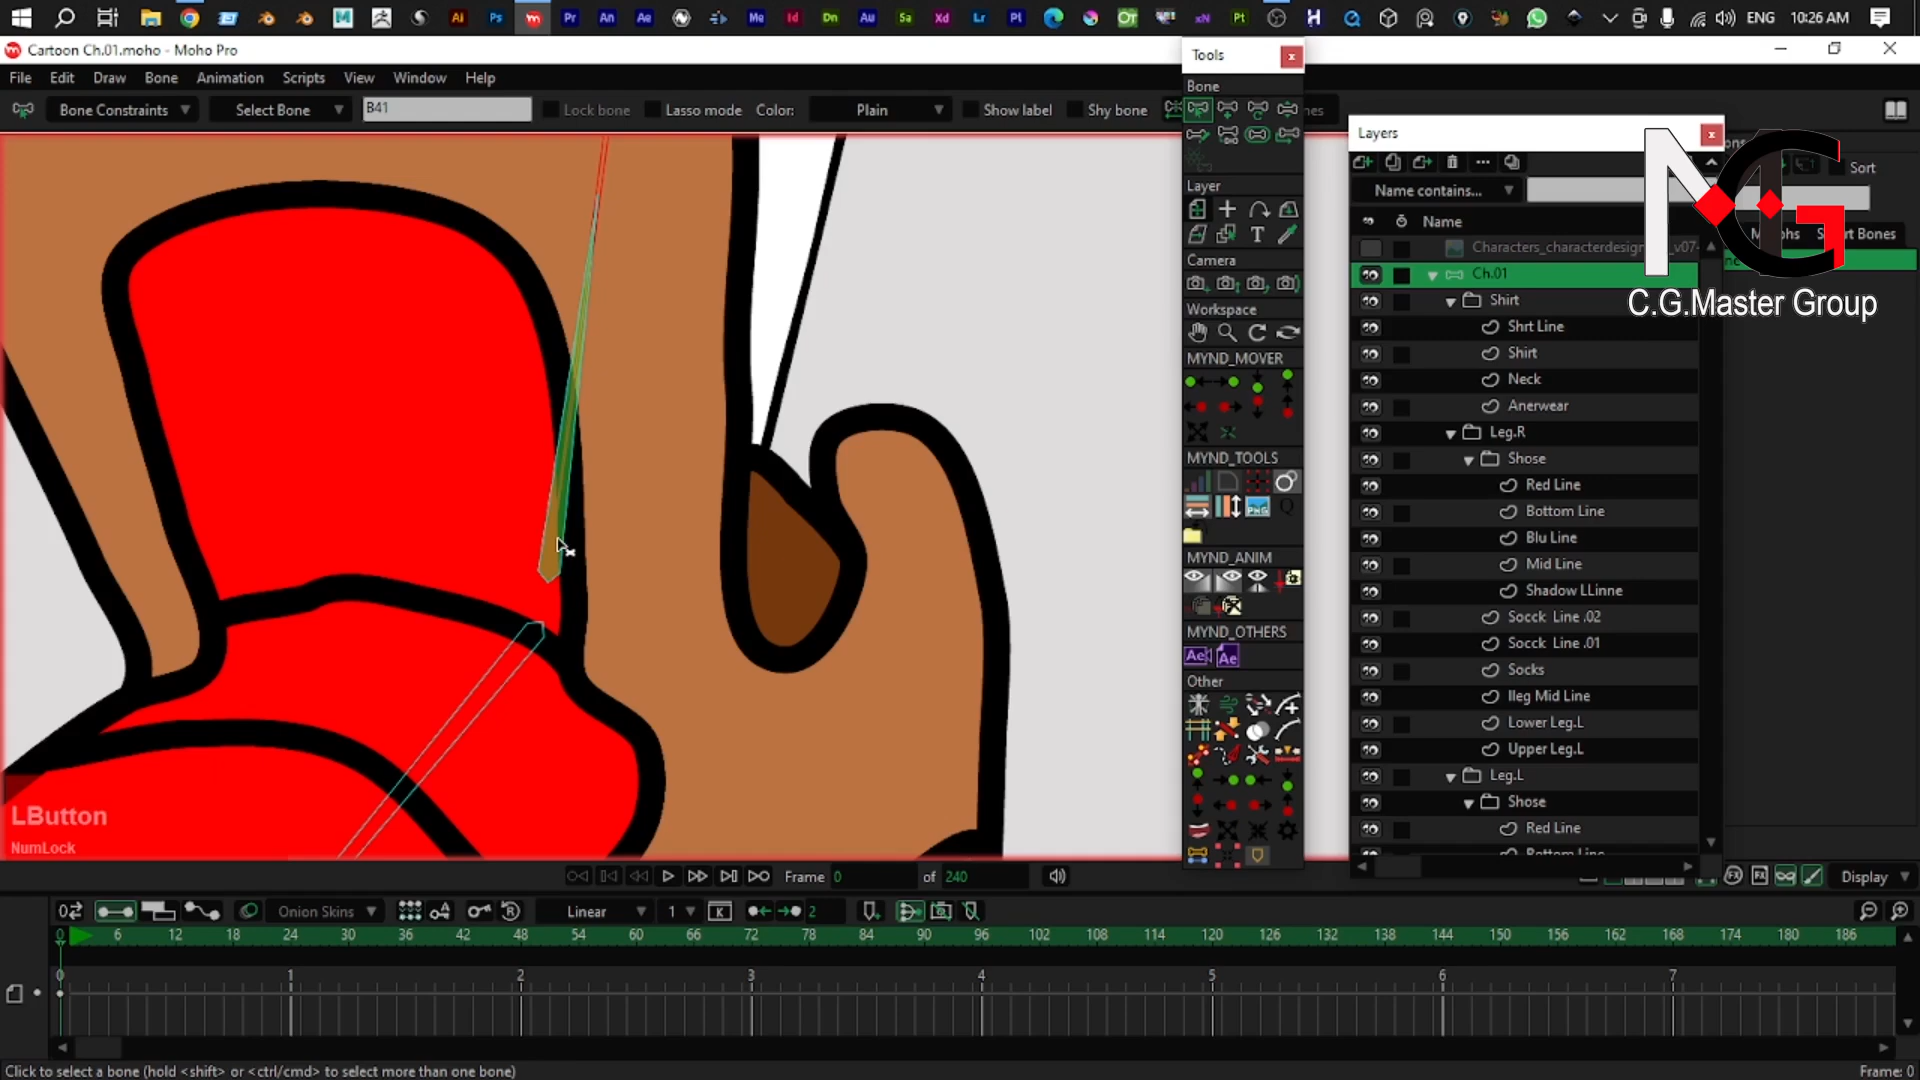 ENG
10:26 AM
Cartoon Ch.01.moho - Moho Pro
File Edit Draw Bone Animation Scripts View Window Help
Bone Constraints
Select Bone
B41
Lock bone
Lasso mode
Color:
Plain
Show label
Shy bone
Tools
Bone
Layer
Camera
Workspace
MYND_MOVER
MYND_TOOLS
MYND_ANIM
MYND_OTHERS
Other
Layers
Sort
Name contains...
Name
Characters_characterdesign
_v07-
Ch.01
Shirt
Shrt Line
Shirt
Neck
Anerwear
Leg.R
Shose
Red Line
Bottom Line
Blu Line
Mid Line
Shadow LLinne
Socck Line .02
Socck Line .01
Socks
lleg Mid Line
Lower Leg.L
Upper Leg.L
Leg.L
Shose
Red Line
Bottom Line
C.G.Master Group
LButton
NumLock
Frame 0 of 240
Display
Onion Skins
Linear
1
2
0 6 12 18 24 30 36 42 48 54 60 66 72 78 84 90 96 102 108 114 120 126 132 138 144 150 156 162 168 174 180 186
0 1 2 3 4 5 6 7
Click to select a bone (hold <shift> or <ctrl/cmd> to select more than one bone)
Frame: 0